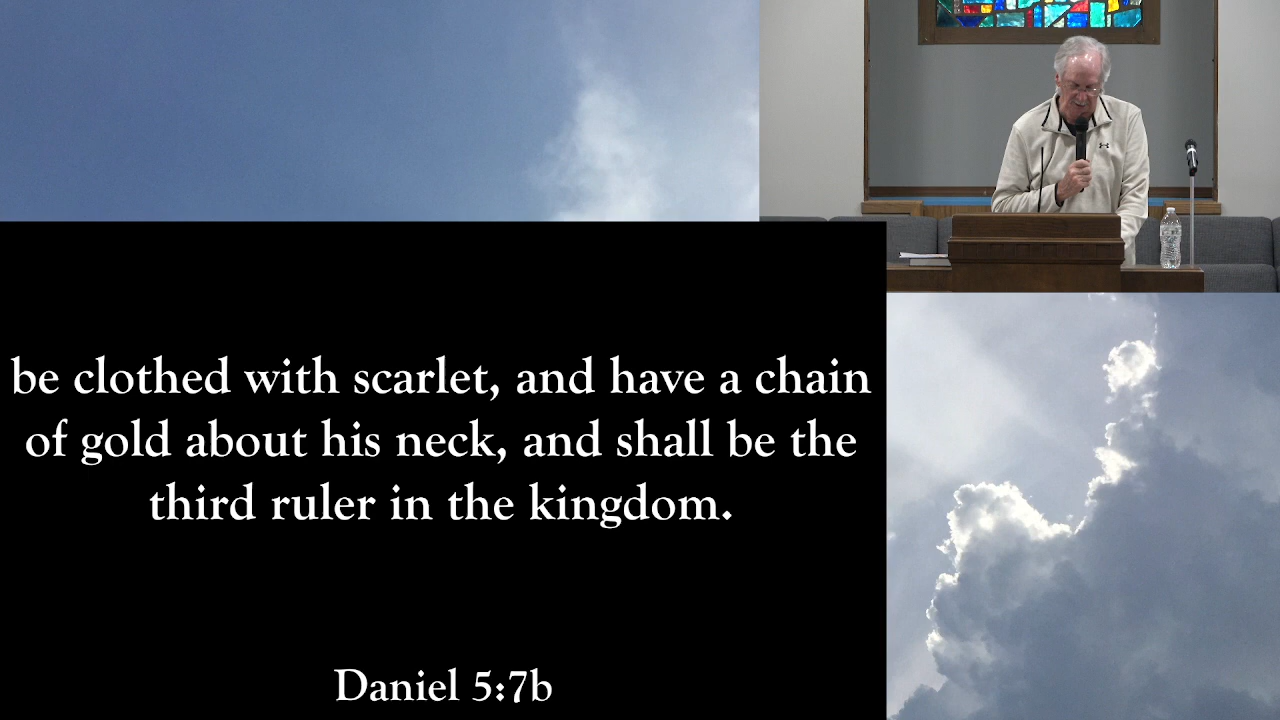 be clothed with scarlet, and have a chain
of gold about his neck, and shall be the
third ruler in the kingdom.
Daniel 5:7b